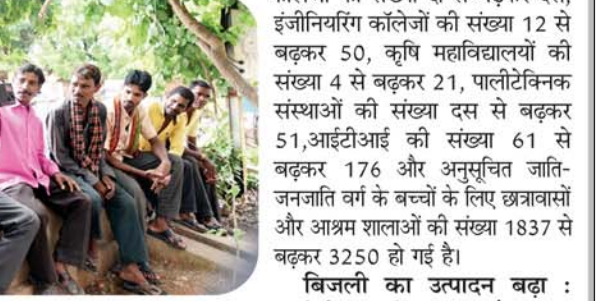 इंजीनियरिंग कॉलेजों की संख्या 12 से
बढ़कर 50, कृषि महाविद्यालयों की
संख्या 4 से बढ़कर 21, पालीटेक्निक
संस्थाओं की संख्या दस से बढ़कर
51,आईटीआई की संख्या 61 से
बढ़कर 176 और अनुसूचित जाति-
जनजाति वर्ग के बच्चों के लिए छात्रावासों
और आश्रम शालाओं की संख्या 1837 से
बढ़कर 3250 हो गई है।
बिजली का उत्पादन बढ़ा :